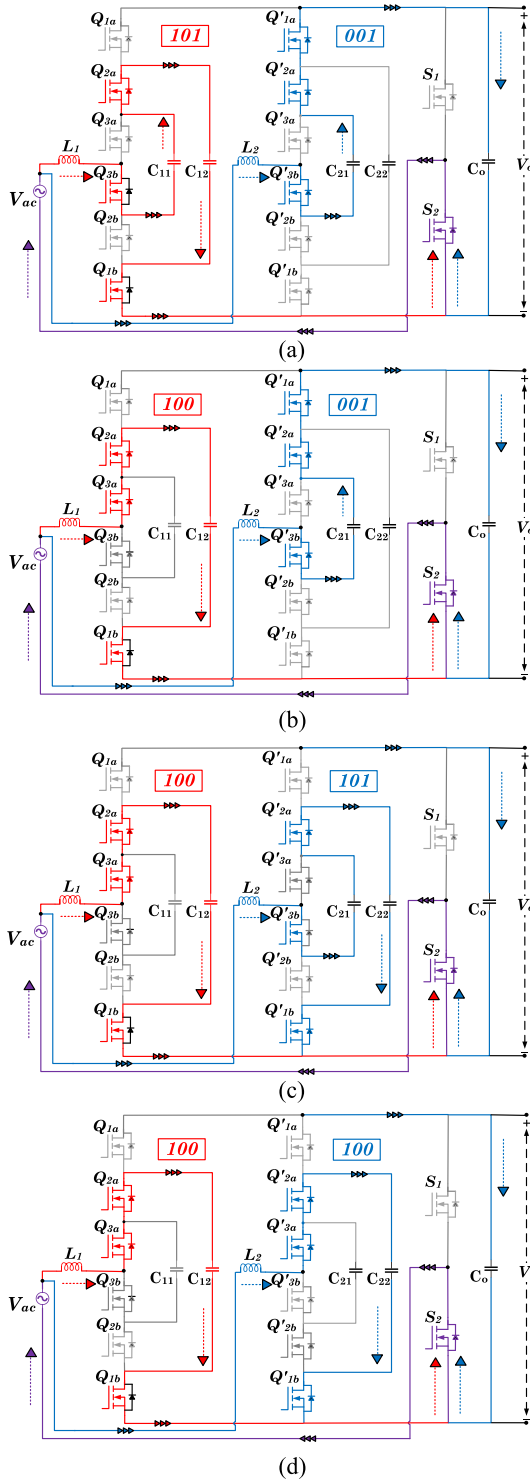 Q1a 101 Q'1a 001 +
Q2a Q'2a S1
Q3a Q'3a
L1 L2
Q3b C11 C12 Q'3b C21 C22 Co
Vac
Q2b Q'2b S2
Q1b Q'1b
(a)
Q1a 100 Q'1a 001 +
Q2a Q'2a S1
Q3a Q'3a
L1 L2
Q3b C11 C12 Q'3b C21 C22 Co
Vac
Q2b Q'2b S2
Q1b Q'1b
(b)
Q1a 100 Q'1a 101 +
Q2a Q'2a S1
Q3a Q'3a
L1 L2
Q3b C11 C12 Q'3b C21 C22 Co
Vac
Q2b Q'2b S2
Q1b Q'1b
(c)
Q1a 100 Q'1a 100 +
Q2a Q'2a S1
Q3a Q'3a
L1 L2
Q3b C11 C12 Q'3b C21 C22 Co
Vac V
Q2b Q'2b S2
Q1b Q'1b
(d)